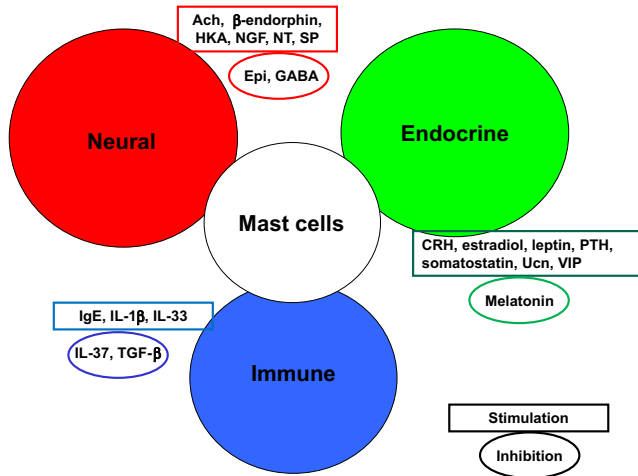 Ach, β-endorphin,
HKA, NGF, NT, SP
Epi, GABA
Neural
Endocrine
Mast cells
CRH, estradiol, leptin, PTH,
somatostatin, Ucn, VIP
Melatonin
IgE, IL-1β, IL-33
IL-37, TGF-β
Immune
Stimulation
Inhibition